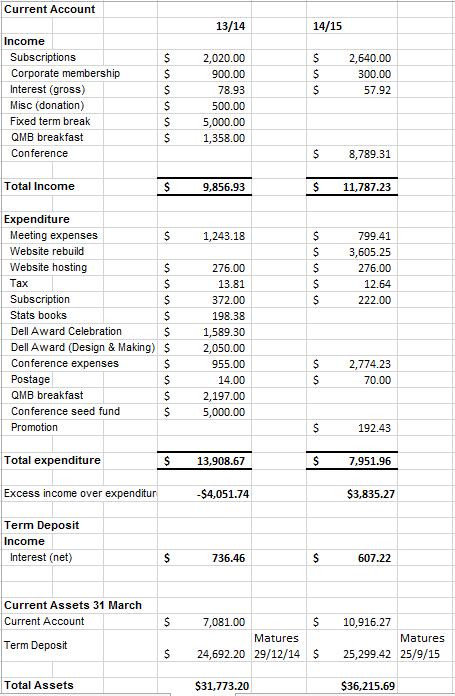 Current Account
13/14 14/15
Income
Subscriptions $ 2,020.00 $ 2,640.00
Corporate membership $ 900.00 $ 300.00
Interest (gross) $ 78.93 $ 57.92
Misc (donation) $ 500.00
Fixed term break $ 5,000.00
QMB breakfast $ 1,358.00
Conference $ 8,789.31
Total Income $ 9,856.93 $ 11,787.23
Expenditure
Meeting expenses $ 1,243.18 $ 799.41
Website rebuild $ 3,605.25
Website hosting $ 276.00 $ 276.00
Tax $ 13.81 $ 12.64
Subscription $ 372.00 $ 222.00
Stats books $ 198.38
Dell Award Celebration $ 1,589.30
Dell Award (Design & Making) $ 2,050.00
Conference expenses $ 955.00 $ 2,774.23
Postage $ 14.00 $ 70.00
QMB breakfast $ 2,197.00
Conference seed fund $ 5,000.00
Promotion $ 192.43
Total expenditure $ 13,908.67 $ 7,951.96
Excess income over expenditur -$4,051.74 $3,835.27
Term Deposit
Income
Interest (net) $ 736.46 $ 607.22
Current Assets 31 March
Current Account $ 7,081.00 $ 10,916.27
Matures Matures
Term Deposit $ 24,692.20 29/12/14 $ 25,299.42 25/9/15
Total Assets $31,773.20 $36,215.69